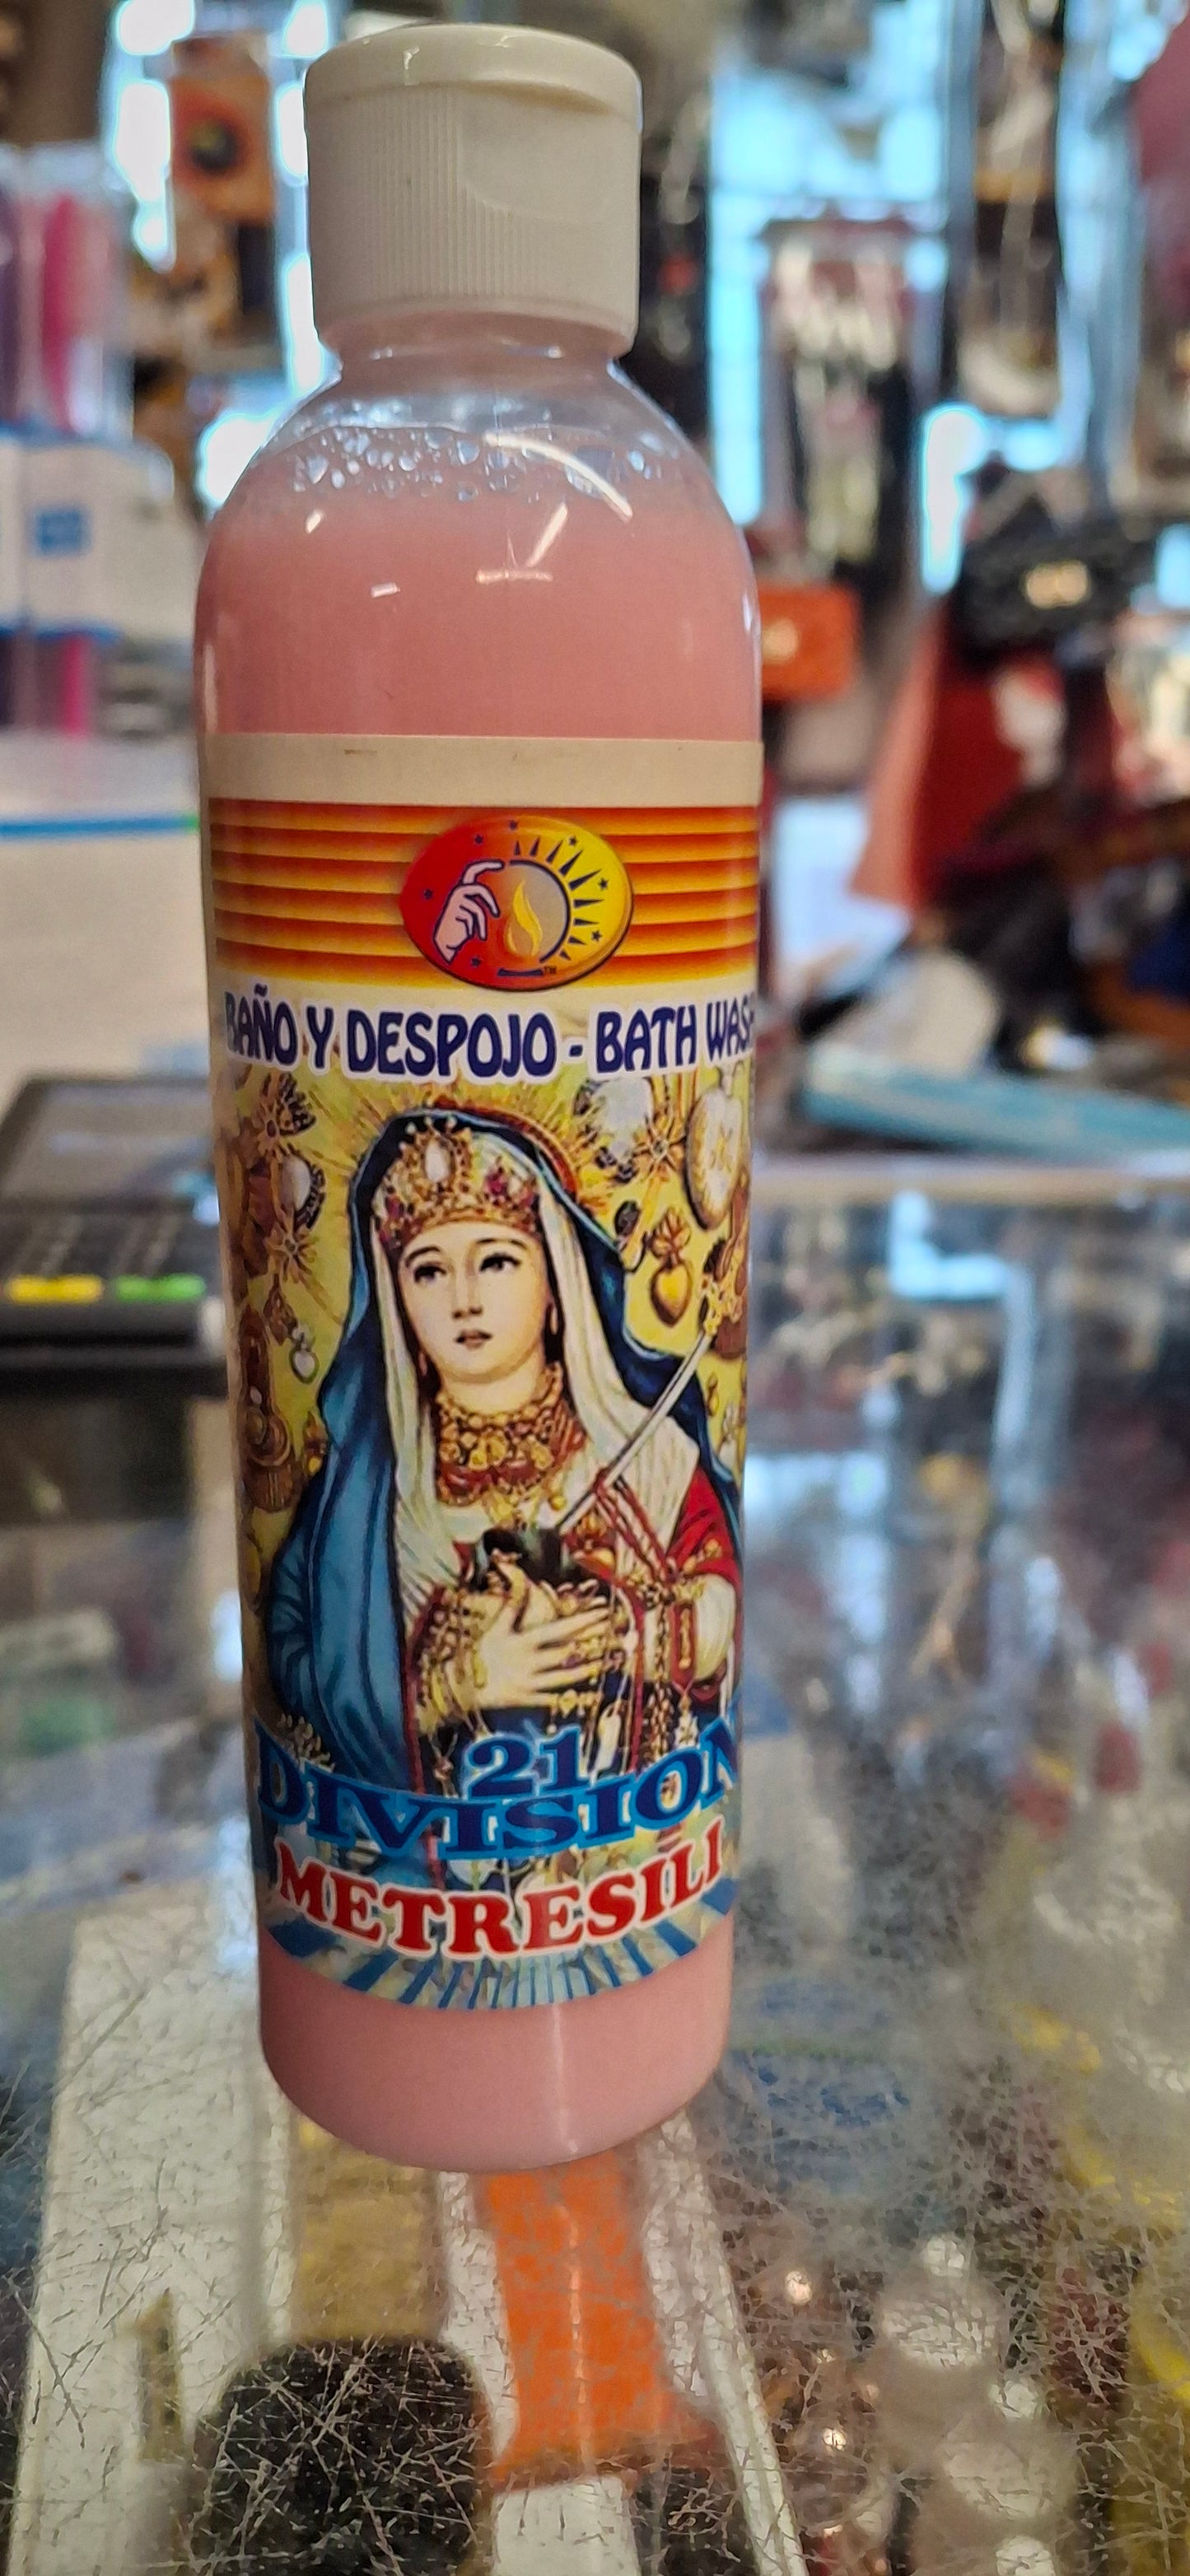 BAÑO Y DESPOJO - BATH WASH
21
DIVISION
METRESILI